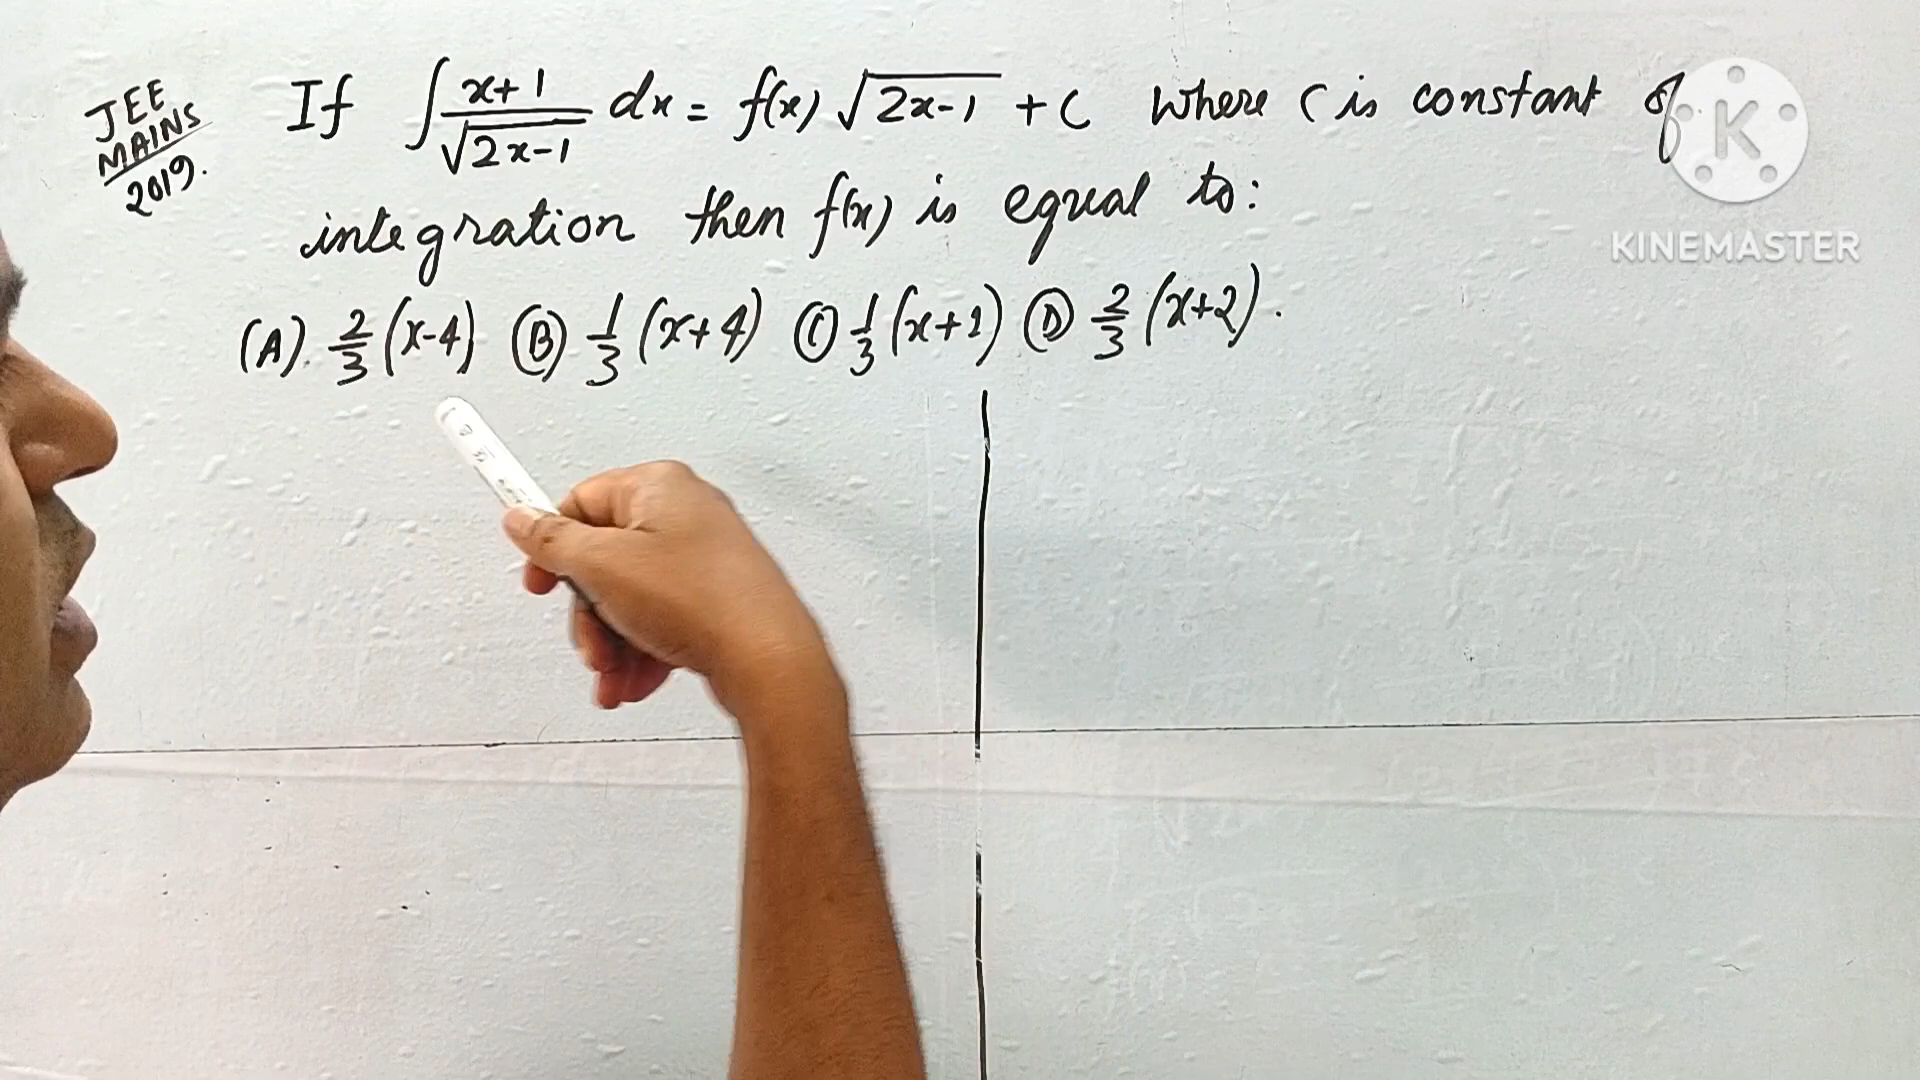 JEE
MAINS
2019.
If ∫ x+1/√2x-1 dx = f(x) √2x-1 + C where C is constant of
integration then f(x) is equal to:
(A). 2/3 (x-4) (B) 1/3 (x+4) (C) 1/3 (x+1) (D) 2/3 (x+2).
K
KINEMASTER